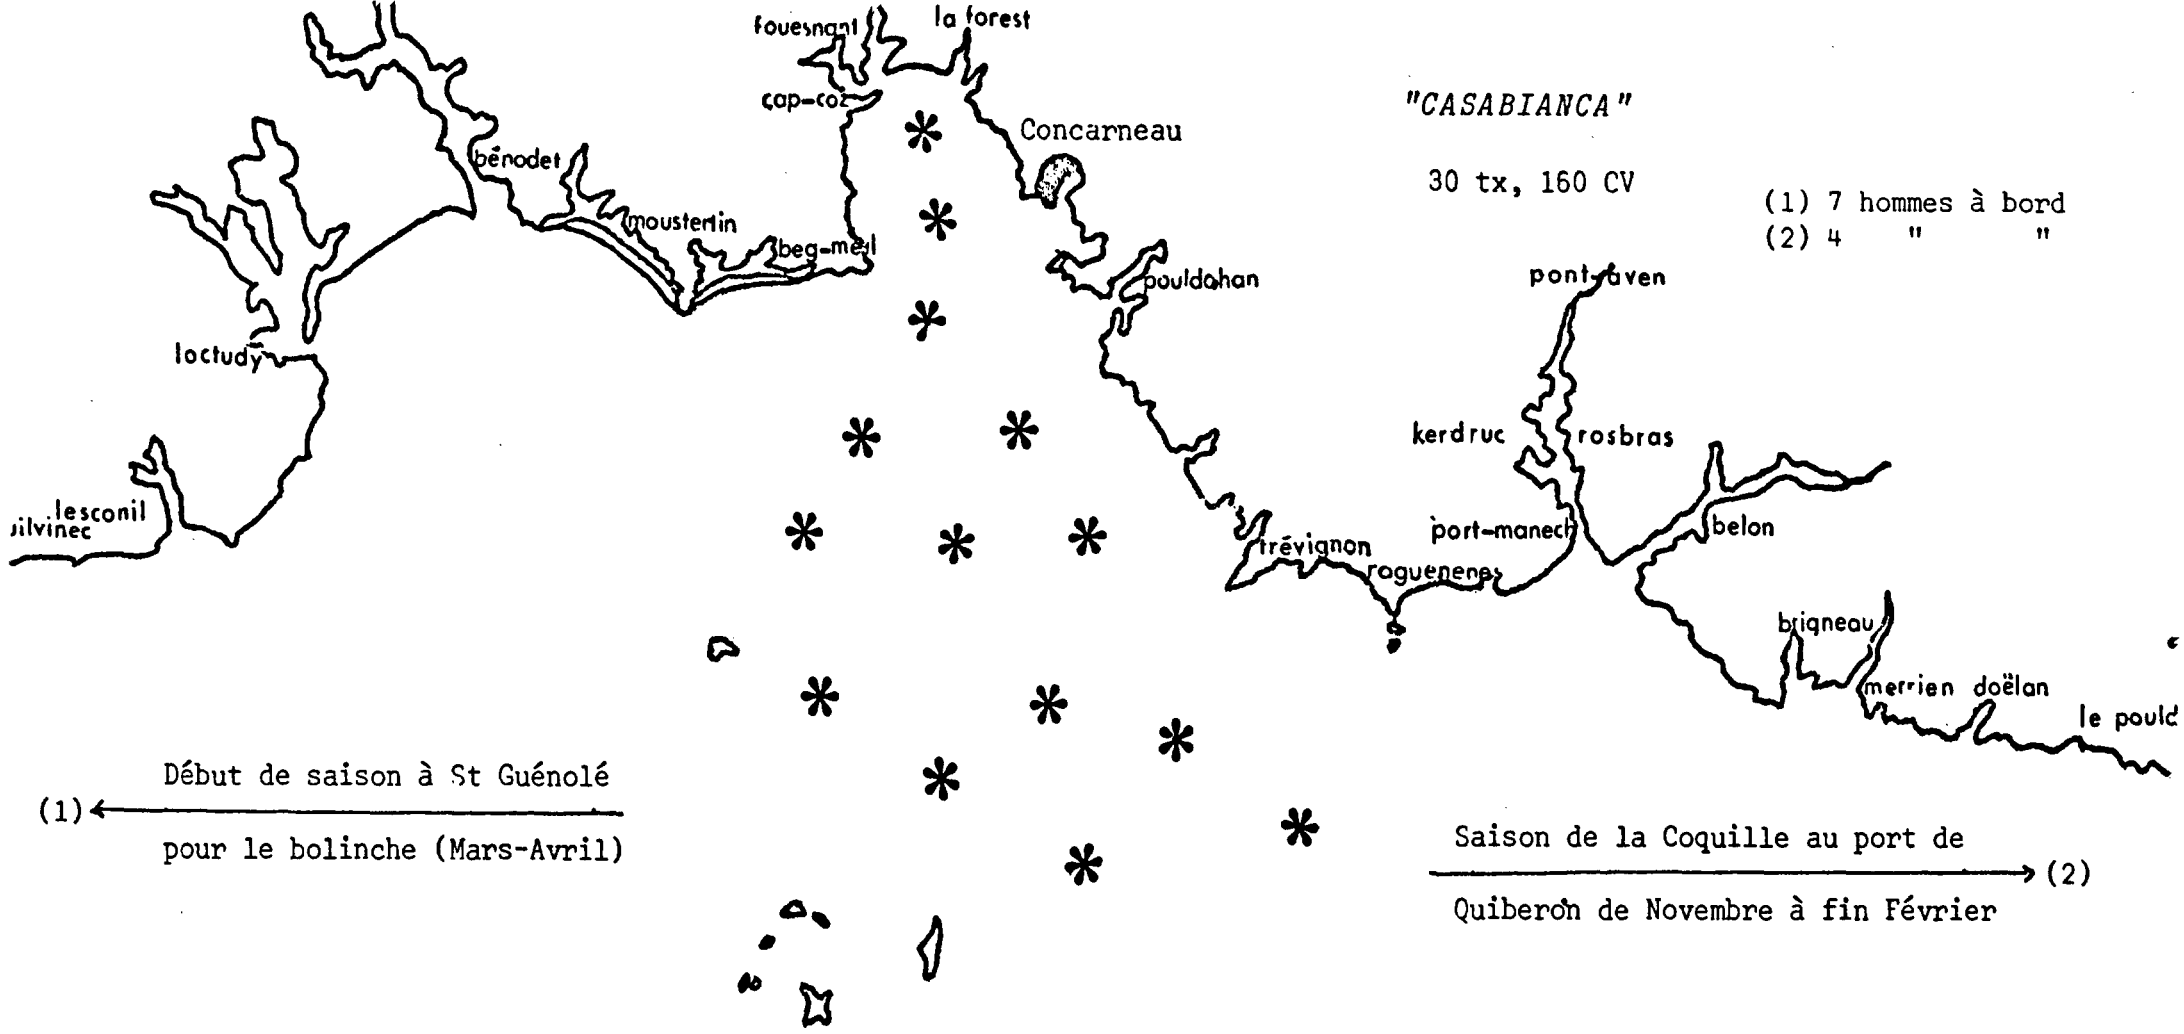 fouesnant
la forest
cap-coz
Concarneau
"CASABIANCA"
30 tx, 160 CV
(1) 7 hommes à bord
(2) 4 " "
bénodet
mousterlin
beg-meil
pouldohan
pont-aven
loctudy
kerdruc
rosbras
lesconil
uilvinec
port-manech
belon
trévignon
raguenenes
brigneau
merrien
doëlan
le pould
Début de saison à St Guénolé
(1)
pour le bolinche (Mars-Avril)
Saison de la Coquille au port de
(2)
Quiberon de Novembre à fin Février